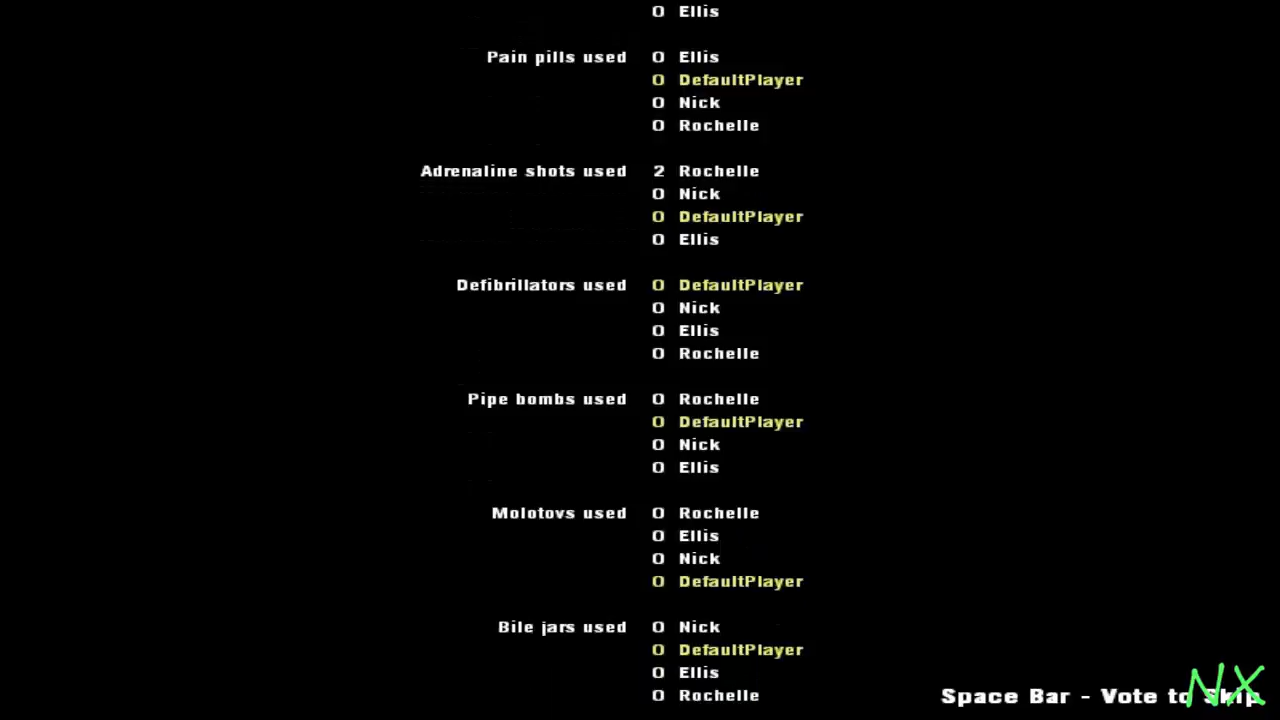 0 Ellis
Pain pills used 0 Ellis
0 DefaultPlayer
0 Nick
0 Rochelle
Adrenaline shots used 2 Rochelle
0 Nick
0 DefaultPlayer
0 Ellis
Defibrillators used 0 DefaultPlayer
0 Nick
0 Ellis
0 Rochelle
Pipe bombs used 0 Rochelle
0 DefaultPlayer
0 Nick
0 Ellis
Molotovs used 0 Rochelle
0 Ellis
0 Nick
0 DefaultPlayer
Bile jars used 0 Nick
0 DefaultPlayer
0 Ellis
0 Rochelle
Space Bar - Vote to Skip
NX